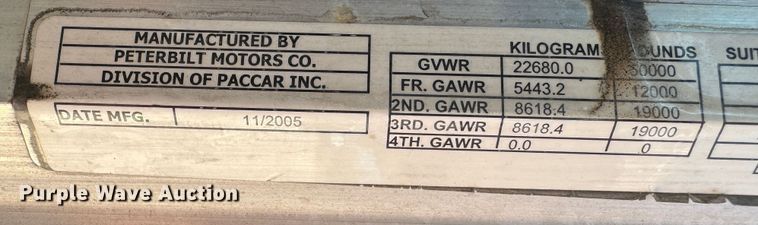 MANUFACTURED BY
PETERBILT MOTORS CO.
DIVISION OF PACCAR INC.
DATE MFG. 11/2005
KILOGRAM UNDS SUIT
GVWR 22680.0 50000
FR. GAWR 5443.2 12000
2ND. GAWR 8618.4 19000
3RD. GAWR 8618.4 19000
4TH. GAWR 0.0 0
Purple Wave Auction